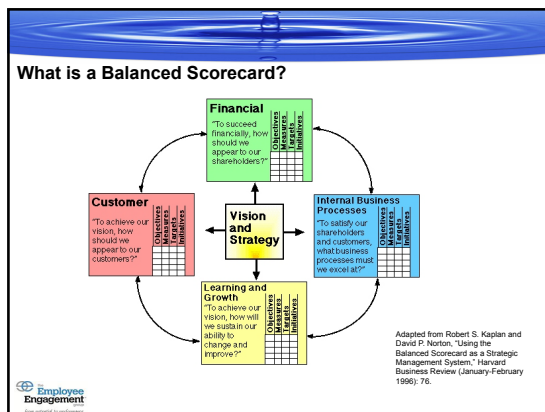 What is a Balanced Scorecard?
Financial
"To succeed
financially, how
should we
appear to our
shareholders?"
Objectives
Measures
Targets
Initiatives
Customer
"To achieve our
vision, how
should we
appear to our
customers?"
Objectives
Measures
Targets
Initiatives
Vision
and
Strategy
Internal Business
Processes
"To satisfy our
shareholders
and customers,
what business
processes must
we excel at?"
Objectives
Measures
Targets
Initiatives
Learning and
Growth
"To achieve our
vision, how will
we sustain our
ability to
change and
improve?"
Objectives
Measures
Targets
Initiatives
Adapted from Robert S. Kaplan and
David P. Norton, "Using the
Balanced Scorecard as a Strategic
Management System," Harvard
Business Review (January-February
1996): 76.
the
Employee
Engagement